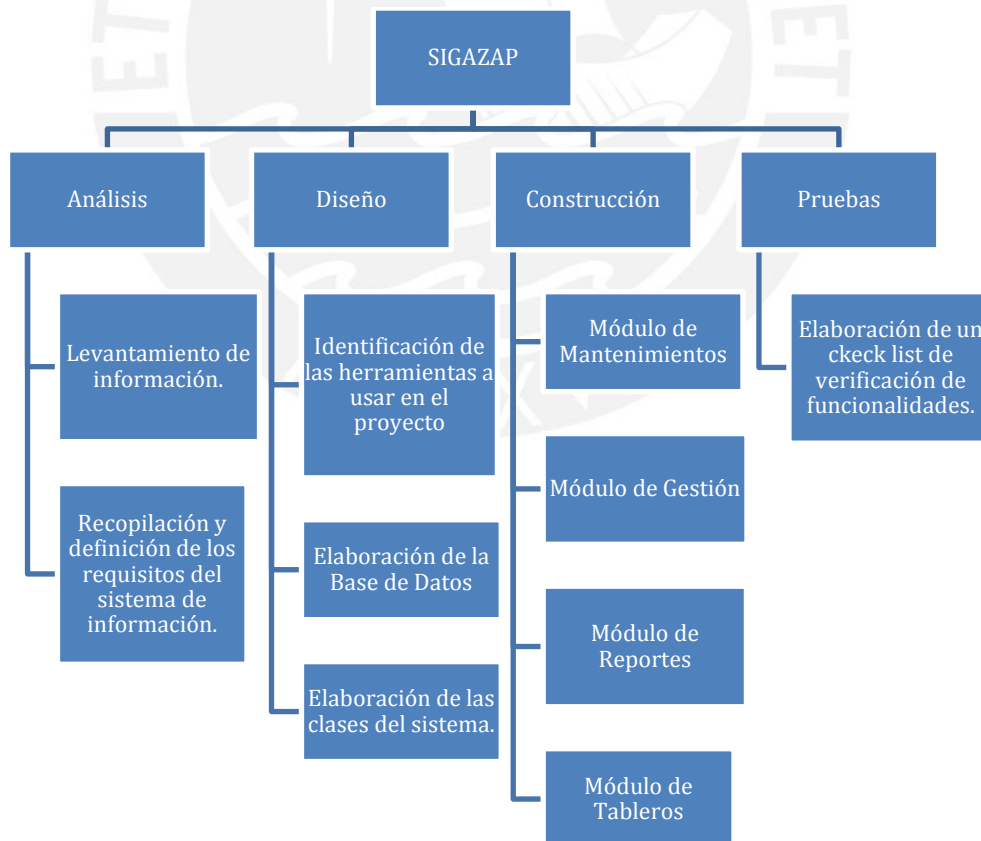 SIGAZAP
Análisis
Diseño
Construcción
Pruebas
Levantamiento de
información.
Recopilación y
definición de los
requisitos del
sistema de
información.
Identificación de
las herramientas a
usar en el
proyecto
Elaboración de la
Base de Datos
Elaboración de las
clases del sistema.
Módulo de
Mantenimientos
Módulo de Gestión
Módulo de
Reportes
Módulo de
Tableros
Elaboración de un
ckeck list de
verificación de
funcionalidades.
ET
ET
X